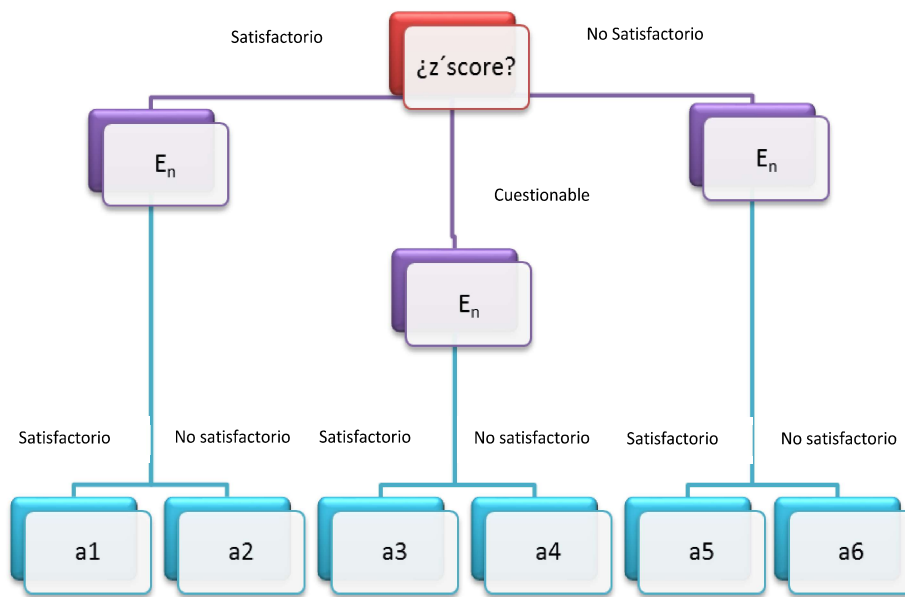 Satisfactorio
No Satisfactorio
¿z´score?
En
En
Cuestionable
En
Satisfactorio
No satisfactorio
Satisfactorio
No satisfactorio
Satisfactorio
No satisfactorio
a1
a2
a3
a4
a5
a6